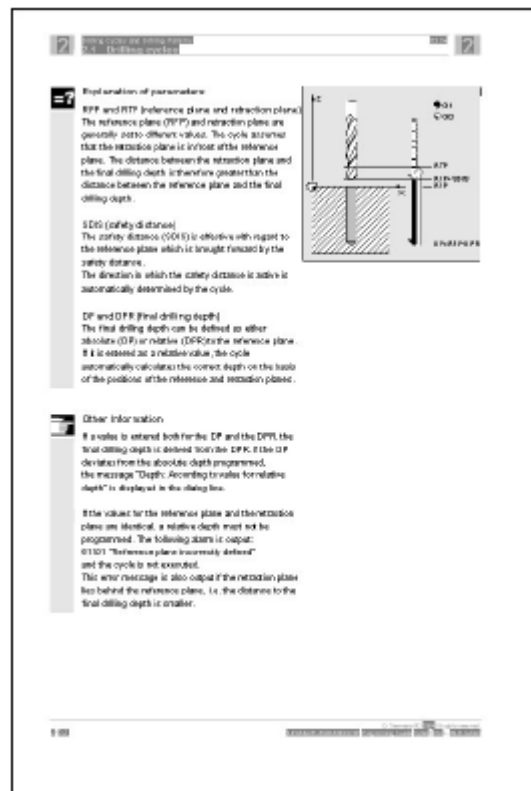 2
2.1 Drilling cycles
2
=?
Explanation of parameters
RFP and RTP (reference plane and retraction plane)
The reference plane (RFP) and retraction plane are
generally set to different values. The cycle assumes
that the retraction plane is in front of the reference
plane. The distance between the retraction plane and
the final drilling depth is therefore greater than the
distance between the reference plane and the final
drilling depth.
SDIS (safety distance)
The safety distance (SDIS) is effective with regard to
the reference plane which is brought forward by the
safety distance.
The direction in which the safety distance is active is
automatically determined by the cycle.
DP and DPR (final drilling depth)
The final drilling depth can be defined as either
absolute (DP) or relative (DPR) to the reference plane.
If it is entered as a relative value, the cycle
automatically calculates the correct depth on the basis
of the positions of the reference and retraction planes.
G1
G0
RTP
RFP+SDIS
RFP
DP=RFP-DPR
Other information
If a value is entered both for the DP and the DPR, the
final drilling depth is derived from the DPR. If the DP
deviates from the absolute depth programmed,
the message "Depth: According to value for relative
depth" is displayed in the dialog line.
If the values for the reference plane and the retraction
plane are identical, a relative depth must not be
programmed. The following alarm is output:
61101 "Reference plane incorrectly defined"
and the cycle is not executed.
This error message is also output if the retraction plane
lies behind the reference plane, i.e. the distance to the
final drilling depth is smaller.